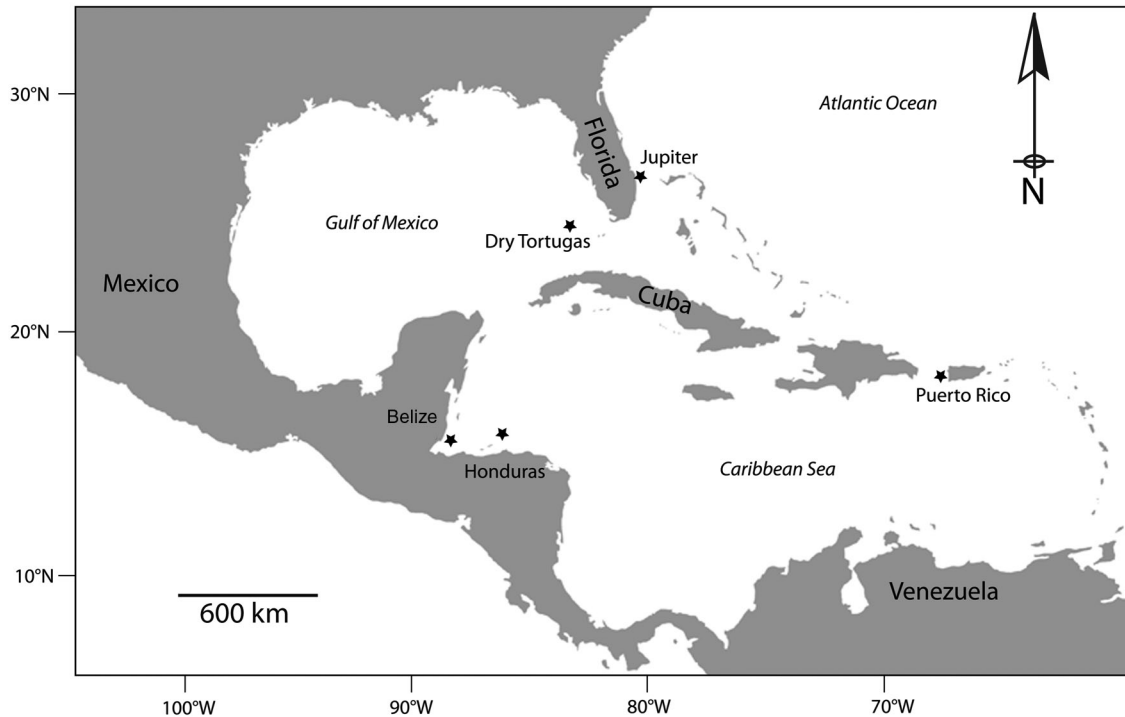 30°N
Atlantic Ocean
Florida
Jupiter
N
Gulf of Mexico
Dry Tortugas
Mexico
Cuba
20°N
Puerto Rico
Belize
Honduras
Caribbean Sea
10°N
Venezuela
600 km
100°W
90°W
80°W
70°W